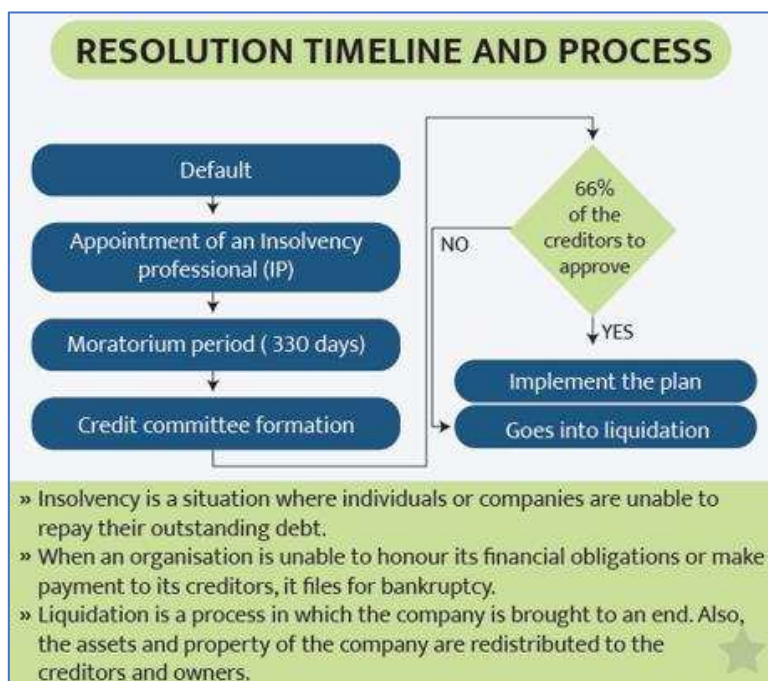 RESOLUTION TIMELINE AND PROCESS
Default
Appointment of an Insolvency
professional (IP)
Moratorium period ( 330 days)
Credit committee formation
66%
of the
creditors to
approve
NO
YES
Implement the plan
Goes into liquidation
» Insolvency is a situation where individuals or companies are unable to
repay their outstanding debt.
» When an organisation is unable to honour its financial obligations or make
payment to its creditors, it files for bankruptcy.
» Liquidation is a process in which the company is brought to an end. Also,
the assets and property of the company are redistributed to the
creditors and owners.